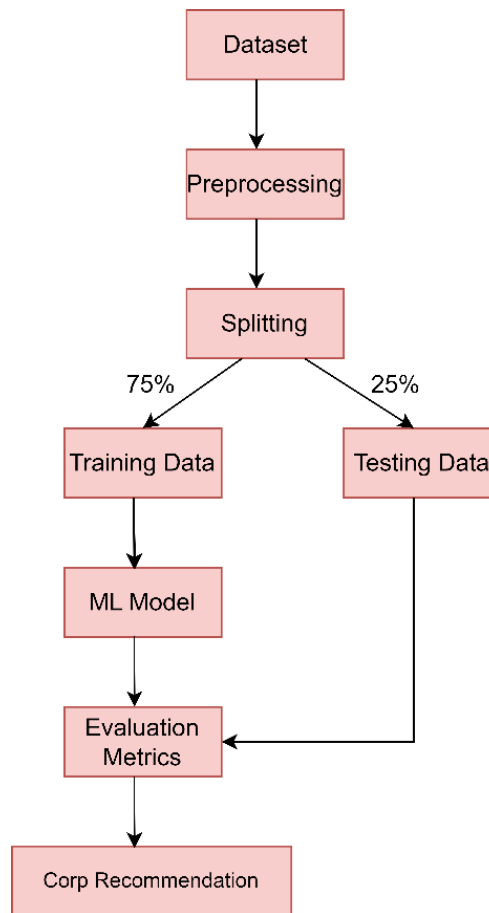 Dataset
Preprocessing
Splitting
75%
25%
Training Data
Testing Data
ML Model
Evaluation
Metrics
Corp Recommendation